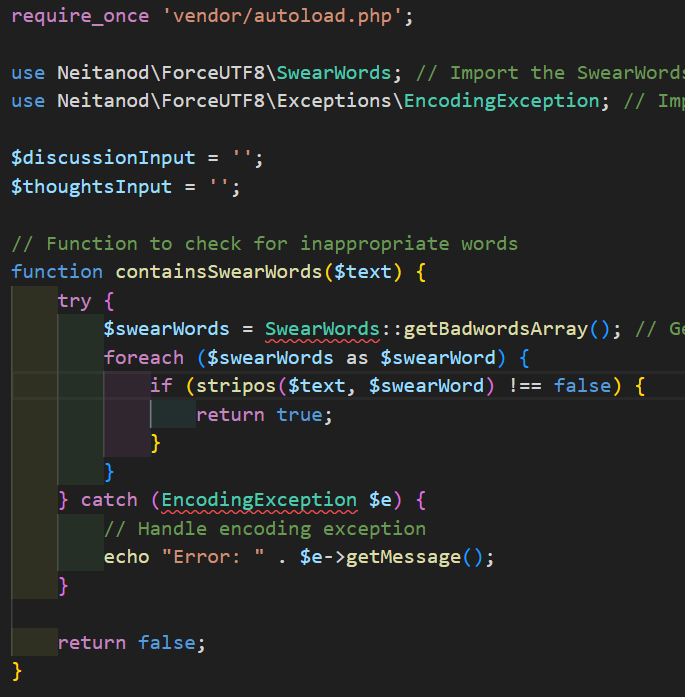 require_once 'vendor/autoload.php';
use Neitanod\ForceUTF8\SwearWords; // Import the SwearWords
use Neitanod\ForceUTF8\Exceptions\EncodingException; // Im
$discussionInput = '';
$thoughtsInput = '';
// Function to check for inappropriate words
function containsSwearWords($text) {
try {
$swearWords = SwearWords::getBadwordsArray(); // Ge
foreach ($swearWords as $swearWord) {
if (stripos($text, $swearWord) !== false) {
return true;
}
}
} catch (EncodingException $e) {
// Handle encoding exception
echo "Error: " . $e->getMessage();
}
return false;
}